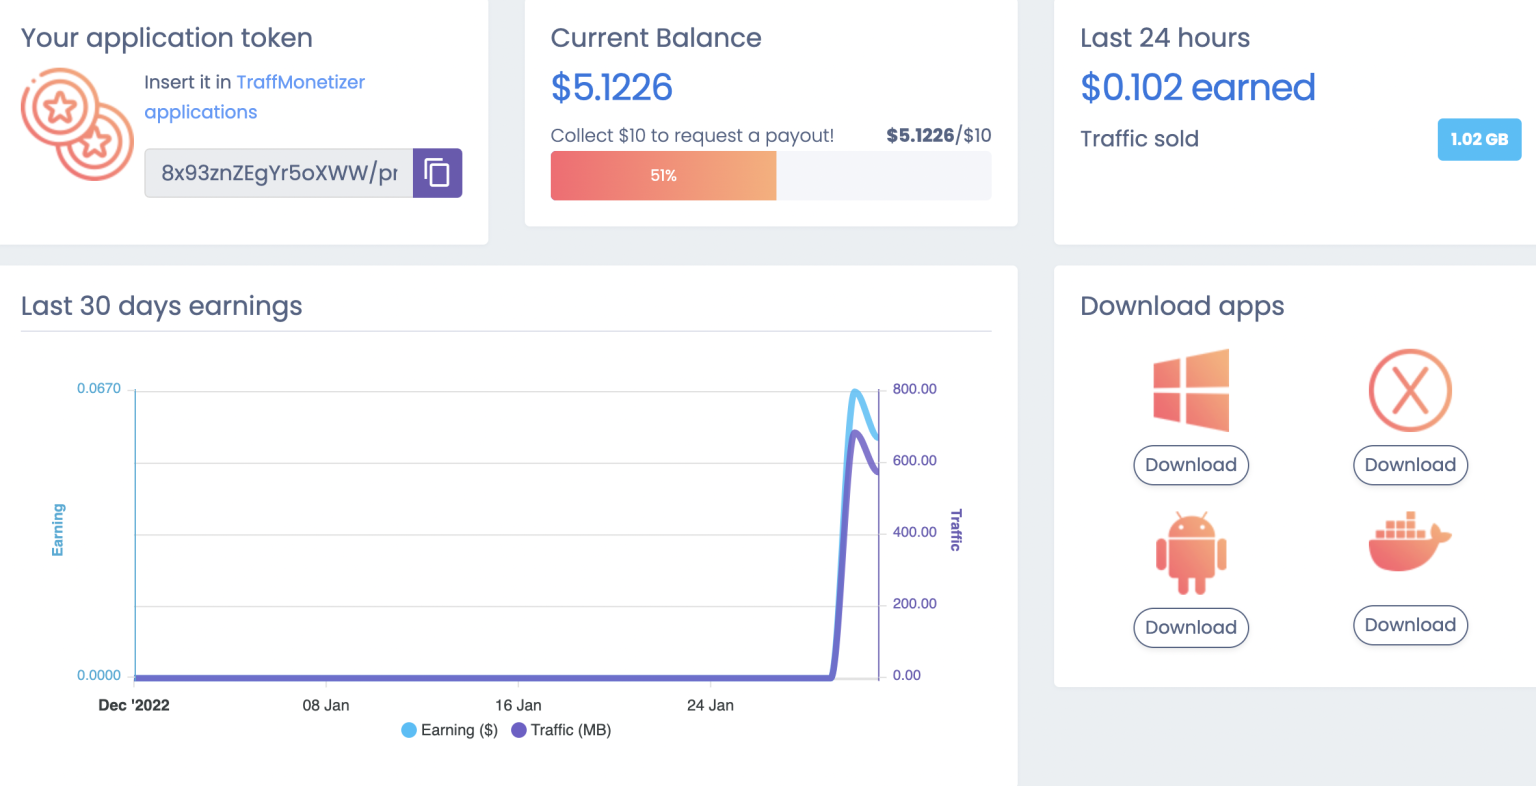 Your application token
Insert it in TraffMonetizer
applications
8x93znZEgYr5oXWW/pr
Current Balance
$5.1226
Collect $10 to request a payout!
$5.1226/$10
51%
Last 24 hours
$0.102 earned
Traffic sold
1.02 GB
Last 30 days earnings
0.0670
0.0000
Earning
800.00
600.00
400.00
200.00
0.00
Traffic
Dec '2022
08 Jan
16 Jan
24 Jan
Earning ($)
Traffic (MB)
Download apps
Download
Download
Download
Download